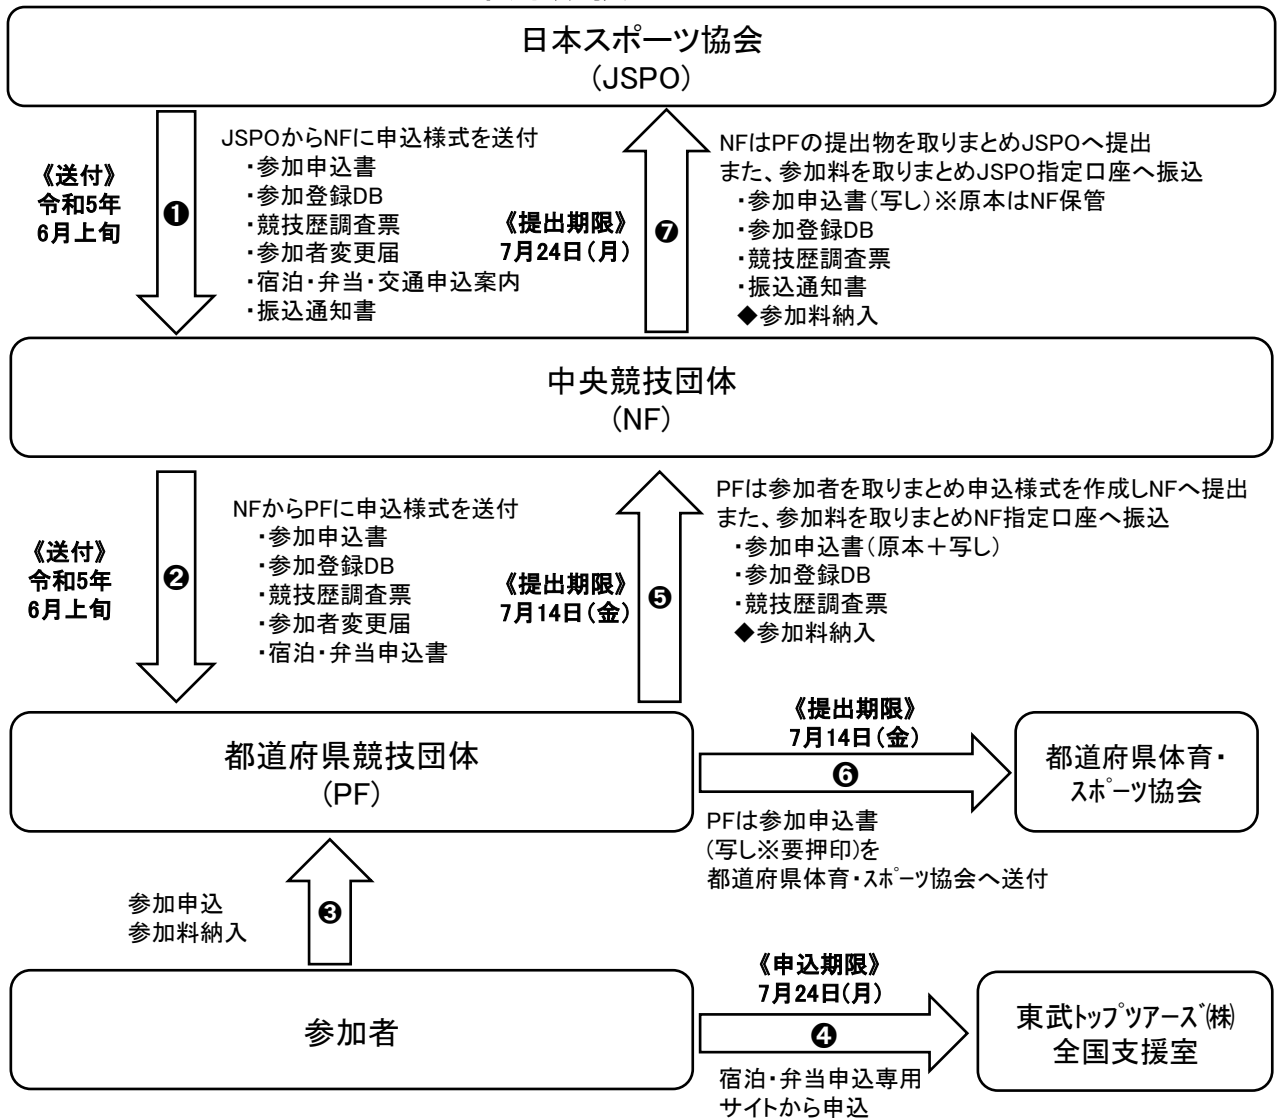 日本スポーツ協会
(JSPO)
《送付》
令和5年
6月上旬
❶
JSPOからNFに申込様式を送付
・参加申込書
・参加登録DB
・競技歴調査票
・参加者変更届
・宿泊・弁当・交通申込案内
・振込通知書
《提出期限》
7月24日(月)
❼
NFはPFの提出物を取りまとめJSPOへ提出
また、参加料を取りまとめJSPO指定口座へ振込
・参加申込書(写し)※原本はNF保管
・参加登録DB
・競技歴調査票
・振込通知書
◆参加料納入
中央競技団体
(NF)
《送付》
令和5年
6月上旬
❷
NFからPFに申込様式を送付
・参加申込書
・参加登録DB
・競技歴調査票
・参加者変更届
・宿泊・弁当申込書
《提出期限》
7月14日(金)
❺
PFは参加者を取りまとめ申込様式を作成しNFへ提出
また、参加料を取りまとめNF指定口座へ振込
・参加申込書(原本+写し)
・参加登録DB
・競技歴調査票
◆参加料納入
都道府県競技団体
(PF)
《提出期限》
7月14日(金)
❻
PFは参加申込書
(写し※要押印)を
都道府県体育・スポーツ協会へ送付
都道府県体育・
スポーツ協会
参加申込
参加料納入
❸
参加者
《申込期限》
7月24日(月)
❹
宿泊・弁当申込専用
サイトから申込
東武トップツアーズ(株)
全国支援室